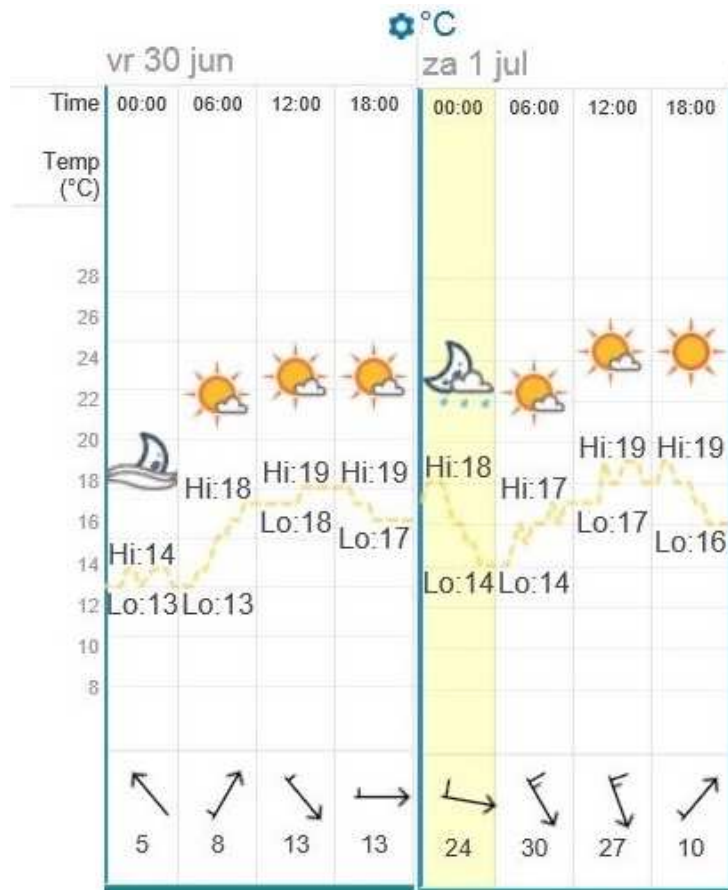 °C
vr 30 jun
za 1 jul
Time 00:00 06:00 12:00 18:00 00:00 06:00 12:00 18:00
Temp
(°C)
28
26
24
22
20
18
16
14
12
10
8
Hi:14 Hi:18 Hi:19 Hi:19 Hi:18 Hi:17 Hi:19 Hi:19
Lo:13 Lo:13 Lo:18 Lo:17 Lo:14 Lo:14 Lo:17 Lo:16
5 8 13 13 24 30 27 10